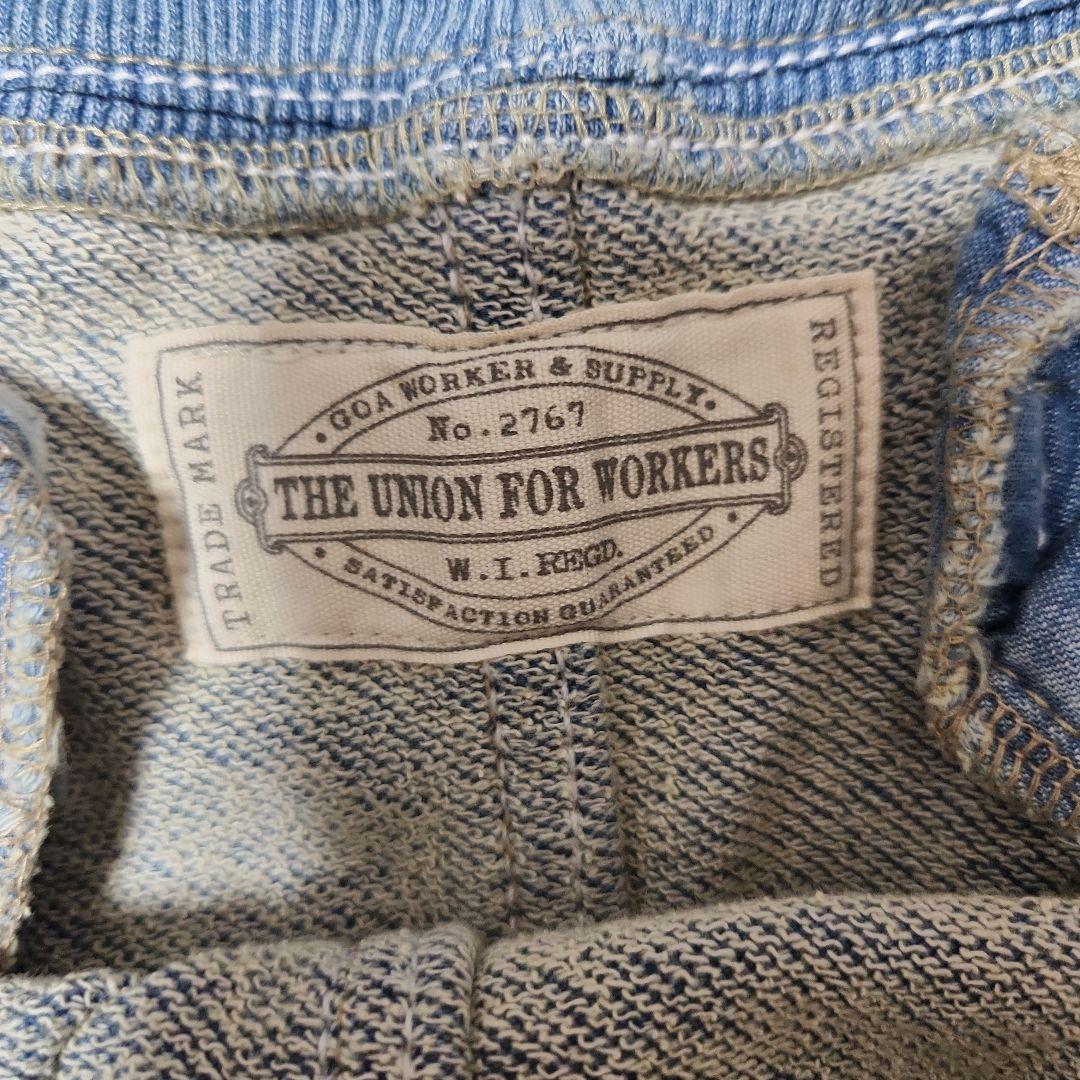 TRADE MARK
GOA WORKER & SUPPLY
No. 2767
THE UNION FOR WORKERS
W.I. REGD.
SATISFACTION GUARANTEED
REGISTERED